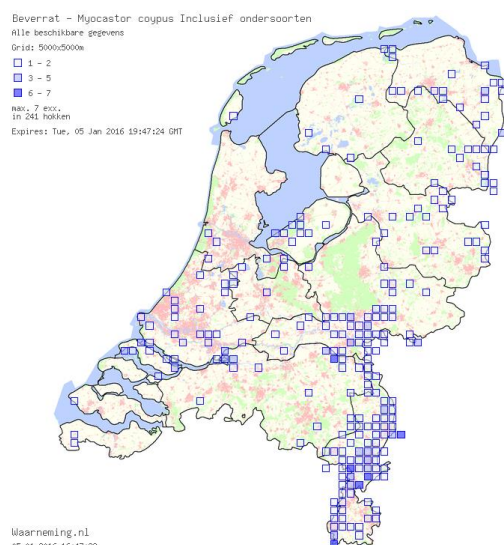 Beverrat - Myocastor coypus Inclusief ondersoorten
Alle beschikbare gegevens
Grid: 5000x5000m
1 - 2
3 - 5
6 - 7
max. 7 exx.
in 241 hokken
Expires: Tue, 05 Jan 2016 19:47:24 GMT
Waarneming.nl